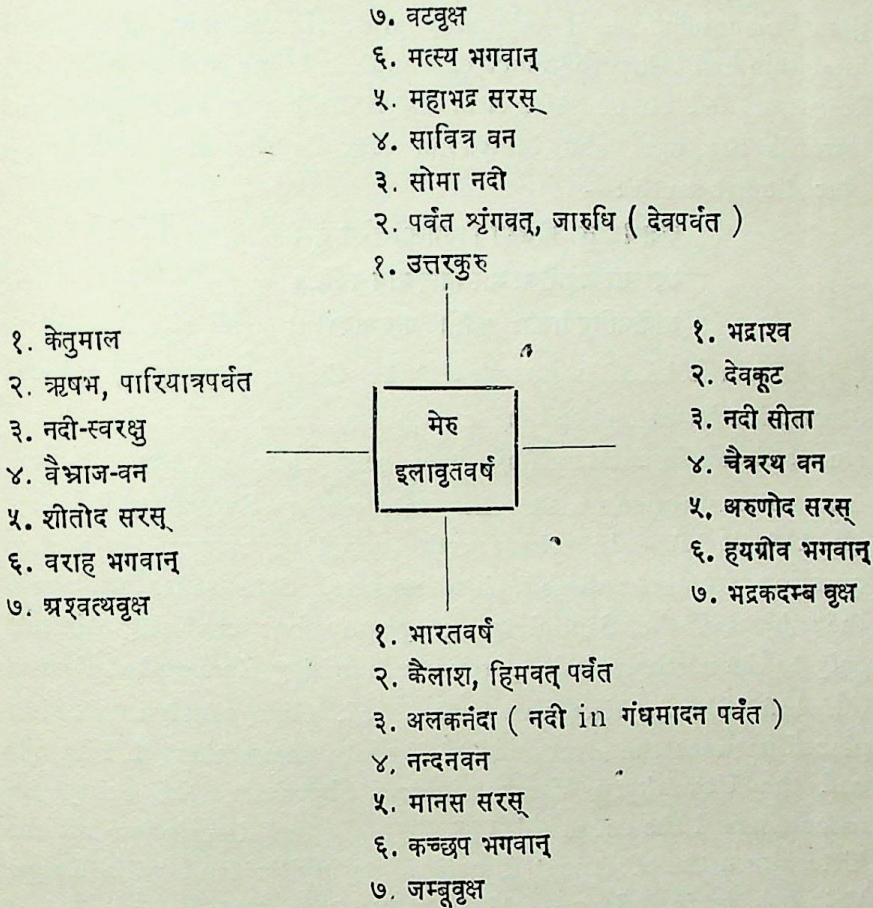 ७. वटवृक्ष
६. मत्स्य भगवान्
५. महाभद्र सरस्
४. सावित्र वन
३. सोमा नदी
२. पर्वत शृंगवत्, जारुधि ( देवपर्वत )
१. उत्तरकुरु
१. केतुमाल
२. ऋषभ, पारियात्रपर्वत
३. नदी-स्वरक्षु
४. वैभ्राज-वन
५. शीतोद सरस्
६. वराह भगवान्
७. अश्वत्थवृक्ष
मेरु
इलावृतवर्ष
१. भद्राश्व
२. देवकूट
३. नदी सीता
४. चैत्ररथ वन
५. अरुणोद सरस्
६. हयग्रीव भगवान्
७. भद्रकदम्ब वृक्ष
१. भारतवर्ष
२. कैलाश, हिमवत् पर्वत
३. अलकनंदा ( नदी in गंधमादन पर्वत )
४. नन्दनवन
५. मानस सरस्
६. कच्छप भगवान्
७. जम्बूवृक्ष